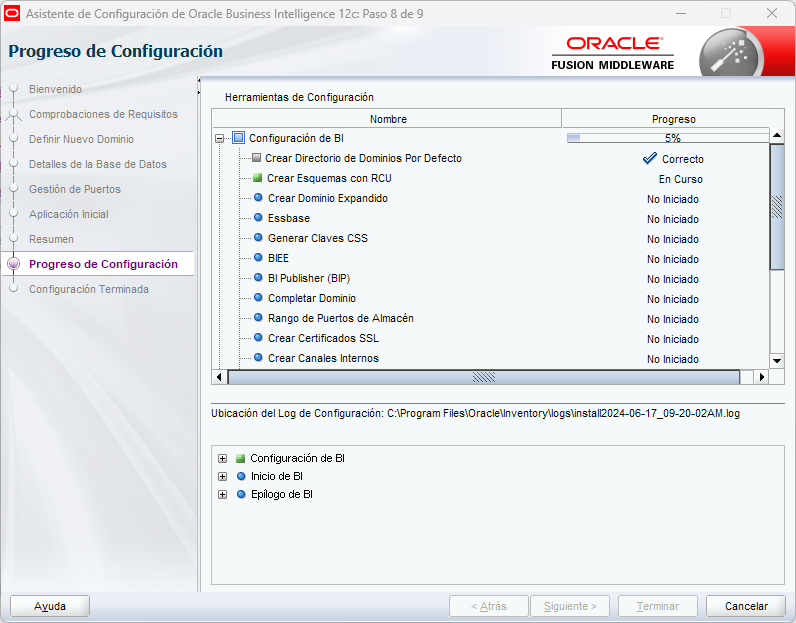 Asistente de Configuración de Oracle Business Intelligence 12c: Paso 8 de 9
Progreso de Configuración
ORACLE
FUSION MIDDLEWARE
Bienvenido
Comprobaciones de Requisitos
Definir Nuevo Dominio
Detalles de la Base de Datos
Gestión de Puertos
Aplicación Inicial
Resumen
Progreso de Configuración
Configuración Terminada
Herramientas de Configuración
Nombre Progreso
Configuración de BI 5%
Crear Directorio de Dominios Por Defecto Correcto
Crear Esquemas con RCU En Curso
Crear Dominio Expandido No Iniciado
Essbase No Iniciado
Generar Claves CSS No Iniciado
BIEE No Iniciado
BI Publisher (BIP) No Iniciado
Completar Dominio No Iniciado
Rango de Puertos de Almacén No Iniciado
Crear Certificados SSL No Iniciado
Crear Canales Internos No Iniciado
Ubicación del Log de Configuración: C:\Program Files\Oracle\Inventory\logs\install2024-06-17_09-20-02AM.log
Configuración de BI
Inicio de BI
Epílogo de BI
Ayuda < Atrás Siguiente > Terminar Cancelar